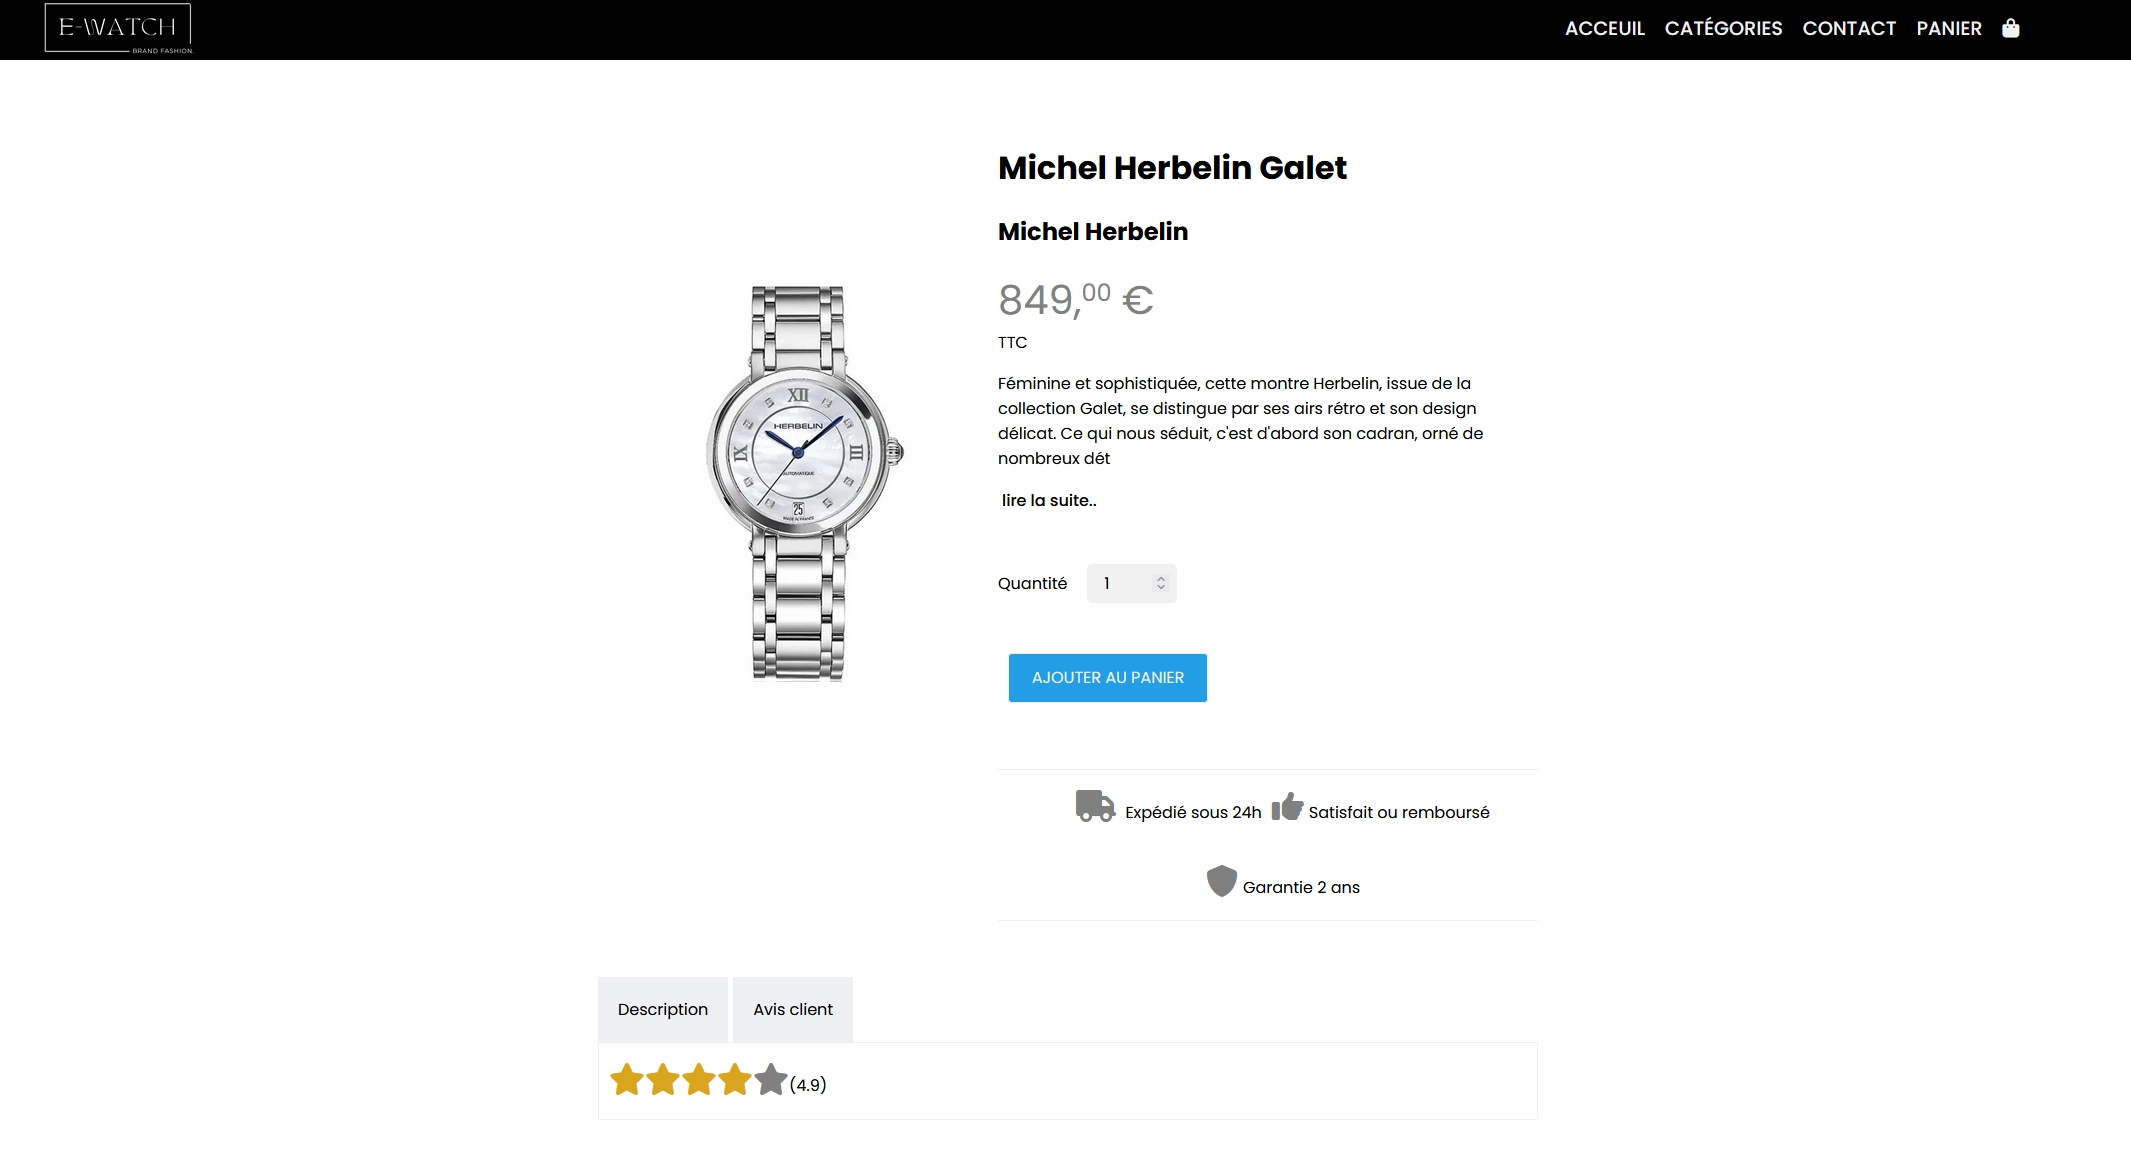 E-WATCH
BRAND FASHION.
ACCEUIL CATÉGORIES CONTACT PANIER
Michel Herbelin Galet
Michel Herbelin
849,00 €
TTC
Féminine et sophistiquée, cette montre Herbelin, issue de la
collection Galet, se distingue par ses airs rétro et son design
délicat. Ce qui nous séduit, c'est d'abord son cadran, orné de
nombreux dét
lire la suite..
XII
HERBELIN
IX
III
AUTOMATIQUE
25
MADE IN FRANCE
Quantité 1
AJOUTER AU PANIER
Expédié sous 24h Satisfait ou remboursé
Garantie 2 ans
Description Avis client
(4.9)